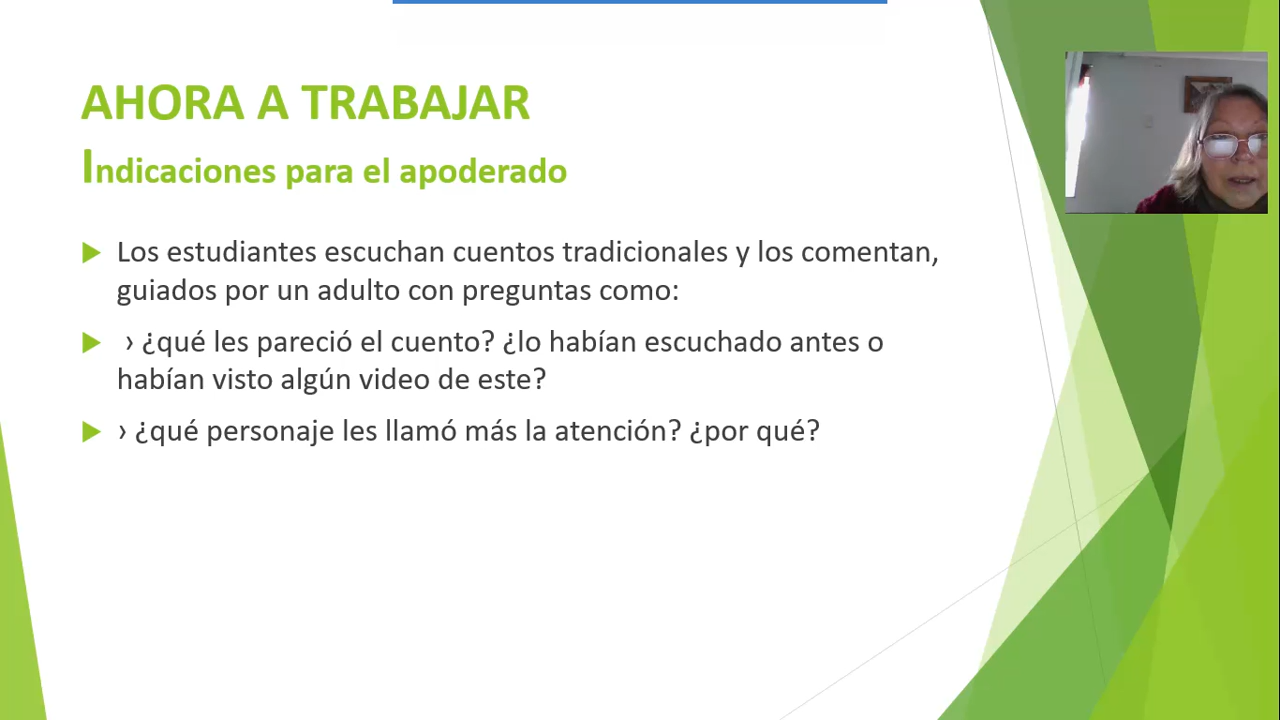 AHORA A TRABAJAR
Indicaciones para el apoderado
Los estudiantes escuchan cuentos tradicionales y los comentan,
guiados por un adulto con preguntas como:
› ¿qué les pareció el cuento? ¿lo habían escuchado antes o
habían visto algún video de este?
› ¿qué personaje les llamó más la atención? ¿por qué?